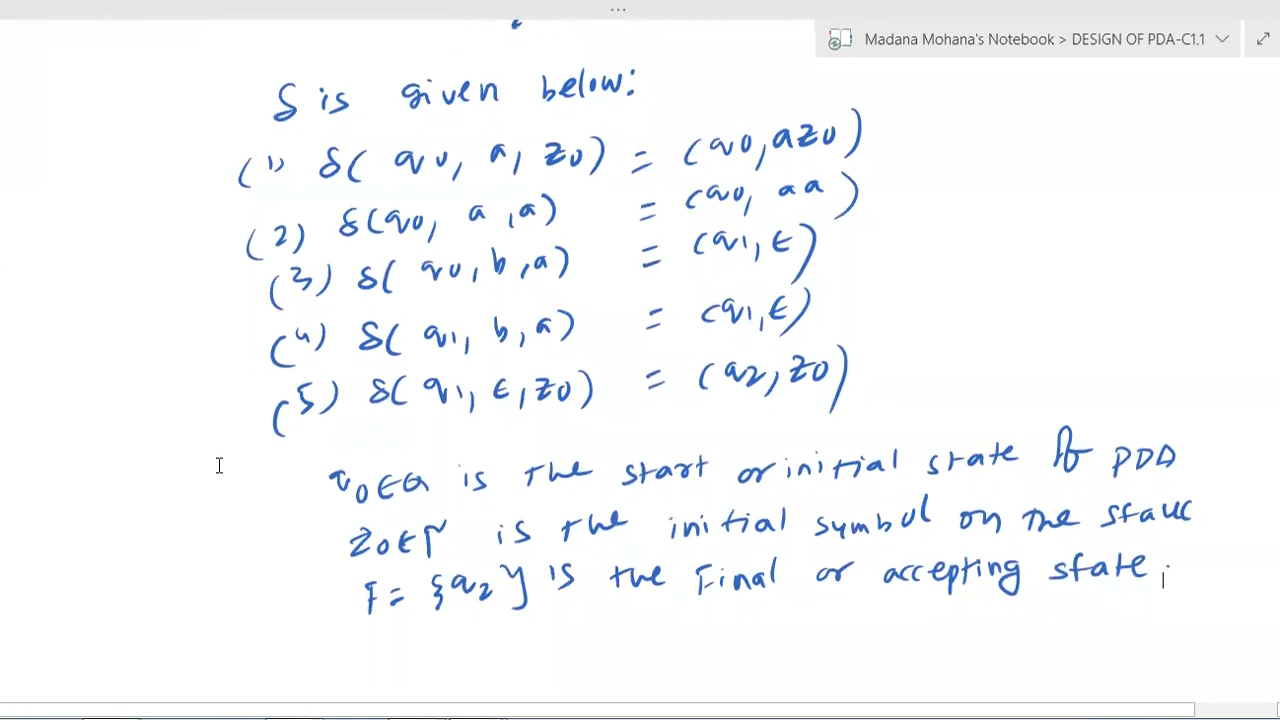 ...
Madana Mohana's Notebook > DESIGN OF PDA-C1.1
δ is given below:
(1) δ(q0, a, z0) = (q0, az0)
(2) δ(q0, a, a) = (q0, aa)
(3) δ(q0, b, a) = (q1, ε)
(4) δ(q1, b, a) = (q1, ε)
(5) δ(q1, ε, z0) = (q2, z0)
q0 ∈ Q is the start or initial state of PDA
z0 ∈ Γ is the initial symbol on the stack
F = {q2} is the Final or accepting state